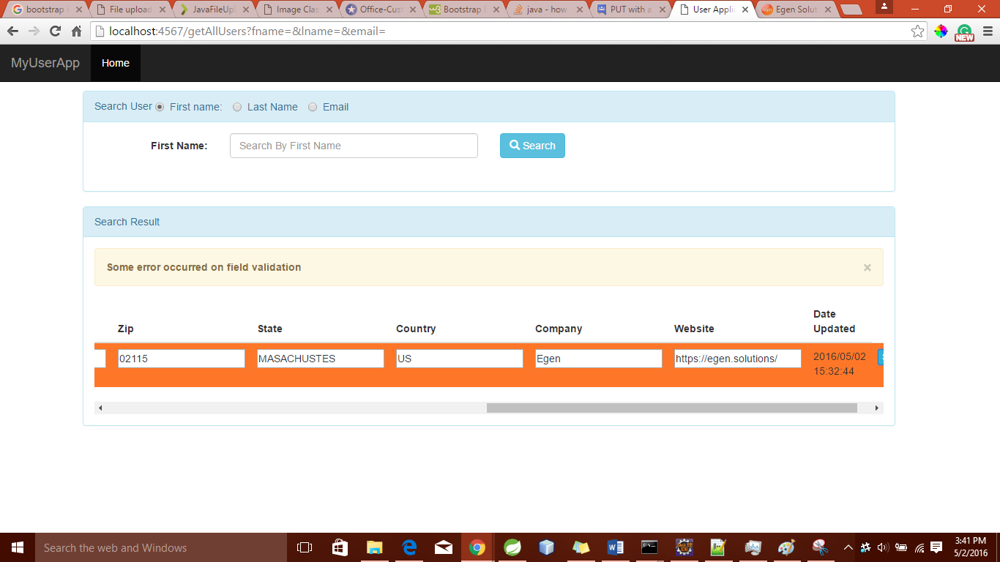 bootstrap
File upload
JavaFileUpl
Image Clas
Office-Cust
Bootstrap
java - how
PUT with a
User Applic
Egen Solut
localhost:4567/getAllUsers?fname=&lname=&email=
NEW
MyUserApp Home
Search User First name: Last Name Email
First Name: Search By First Name Search
Search Result
Some error occurred on field validation ×
Zip State Country Company Website Date Updated
02115 MASACHUSTES US Egen https://egen.solutions/ 2016/05/02
15:32:44
Search the web and Windows
3:41 PM
5/2/2016